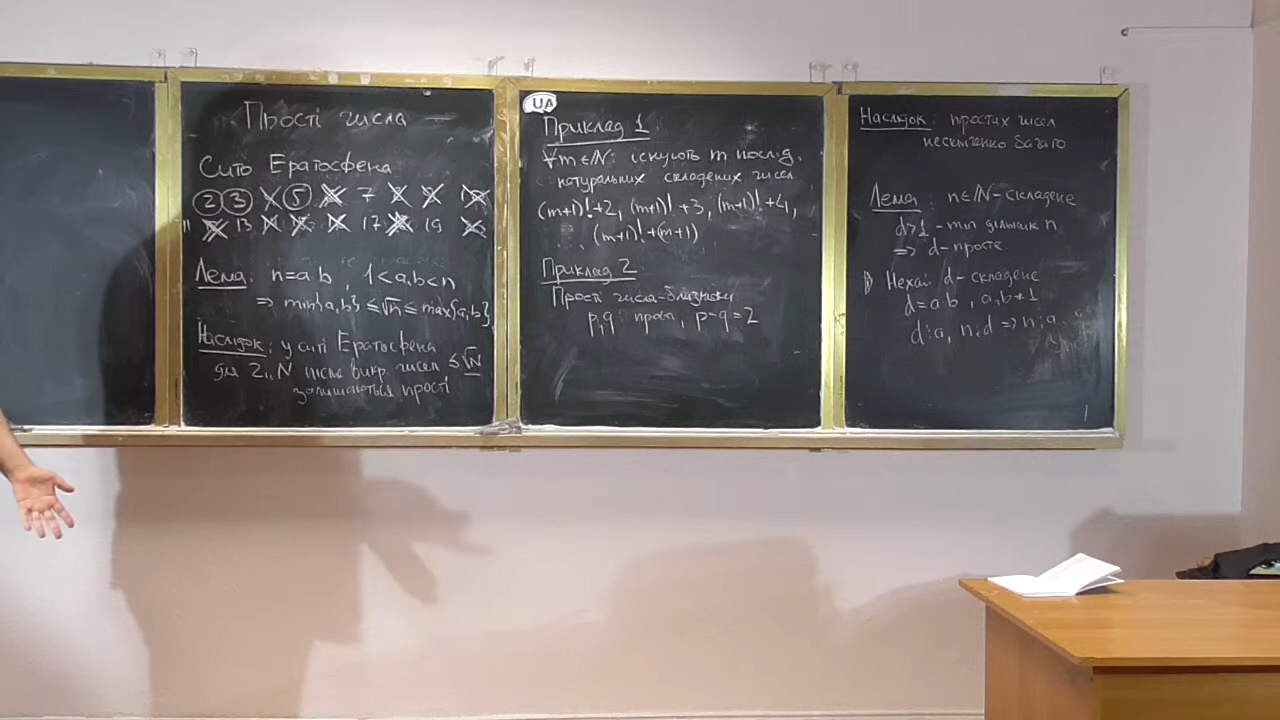 Прості числа
Сито Ератосфена
2 3 5 7
11 13 17 19
Лема: n=a·b , 1<a,b<n
=> min{a,b} ≤ √n ≤ max{a,b}
Наслідок: у ситі Ератосфена
для 2..N після викр. чисел ≤ √N
залишаються прості
UA
Приклад 1:
∀m∈ℕ: існують m послід.
натуральних складених чисел
(m+1)!+2, (m+1)!+3, (m+1)!+4,
..., (m+1)!+(m+1)
Приклад 2:
Прості числа-близнюки
p,q: прості, p-q=2
Наслідок: простих чисел
нескінченно багато
Лема: n∈ℕ - складене
d>1 - min дільник n
=> d - просте
Нехай d - складене
d=a·b , a,b≠1
d⋮a, n⋮d => n⋮a